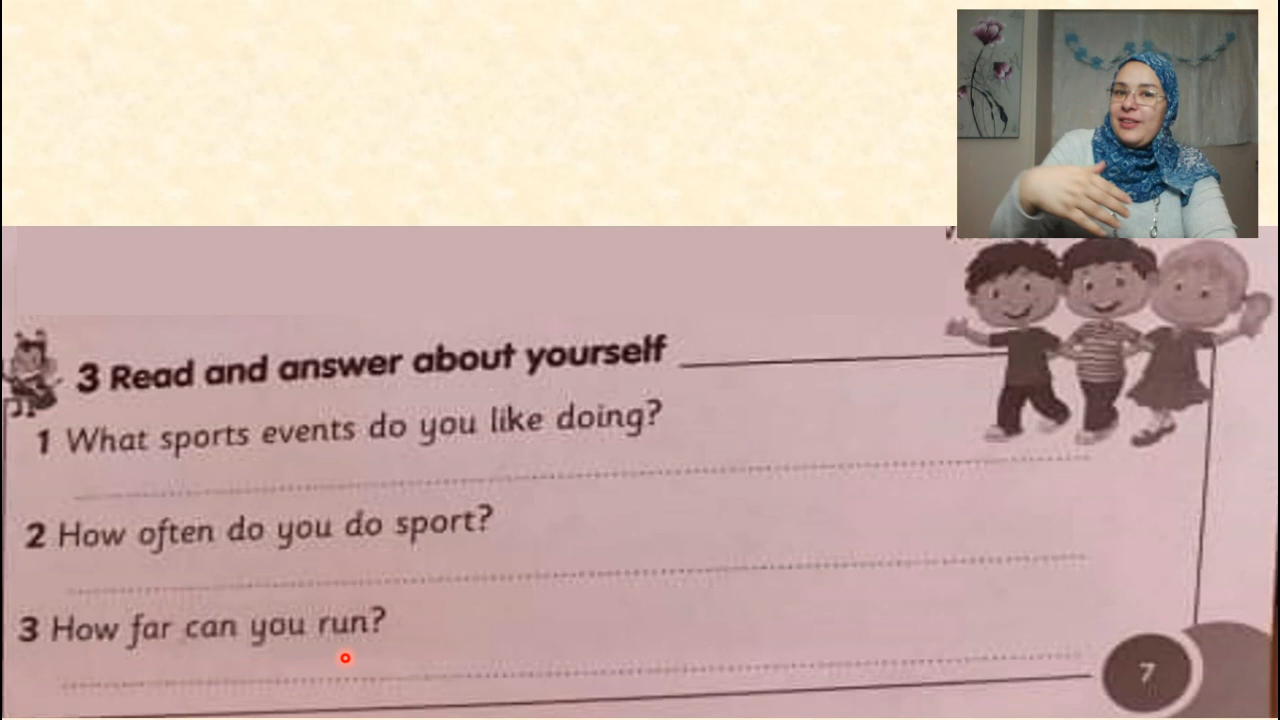 3 Read and answer about yourself
1 What sports events do you like doing?
2 How often do you do sport?
3 How far can you run?
7